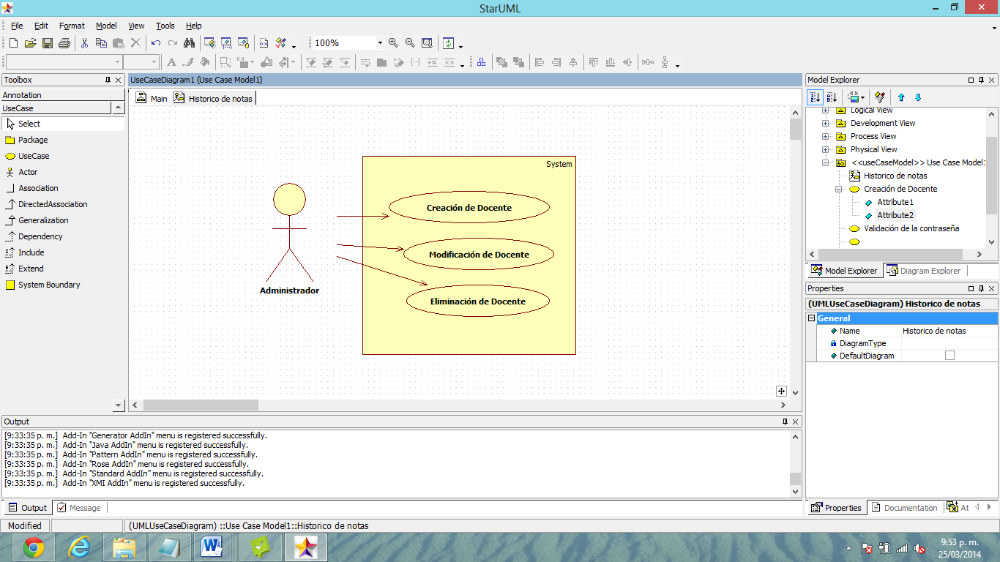 StarUML
File Edit Format Model View Tools Help
100%
Toolbox
Annotation
UseCase
Select
Package
UseCase
Actor
Association
DirectedAssociation
Generalization
Dependency
Include
Extend
System Boundary
UseCaseDiagram1 (Use Case Model1)
Main Historico de notas
System
Creación de Docente
Modificación de Docente
Eliminación de Docente
Administrador
Model Explorer
Logical View
Development View
Process View
Physical View
<<useCaseModel>> Use Case Model1
Historico de notas
Creación de Docente
Attribute1
Attribute2
Validación de la contraseña
Model Explorer Diagram Explorer
Properties
(UMLUseCaseDiagram) Historico de notas
General
Name Historico de notas
DiagramType
DefaultDiagram
Properties Documentation At
Output
[9:33:35 p. m.] Add-In "Generator AddIn" menu is registered successfully.
[9:33:35 p. m.] Add-In "Java AddIn" menu is registered successfully.
[9:33:35 p. m.] Add-In "Pattern AddIn" menu is registered successfully.
[9:33:35 p. m.] Add-In "Rose AddIn" menu is registered successfully.
[9:33:35 p. m.] Add-In "Standard AddIn" menu is registered successfully.
[9:33:35 p. m.] Add-In "XMI AddIn" menu is registered successfully.
Output Message
Modified
(UMLUseCaseDiagram) ::Use Case Model1::Historico de notas
9:53 p. m.
25/03/2014